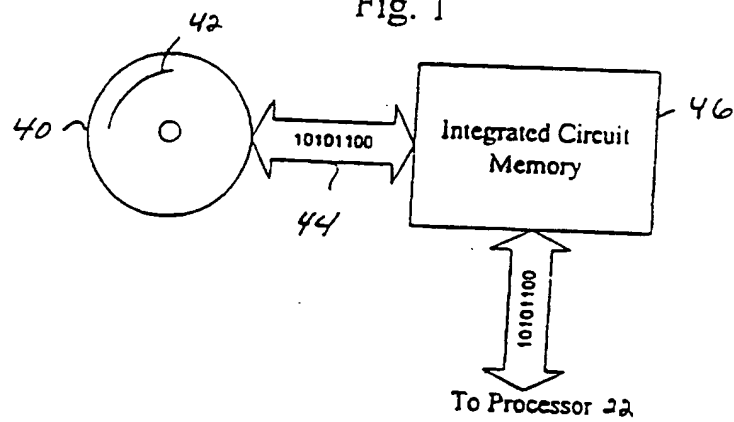 Fig. 1
42
40
10101100
Integrated Circuit
Memory
46
44
10101100
To Processor 22